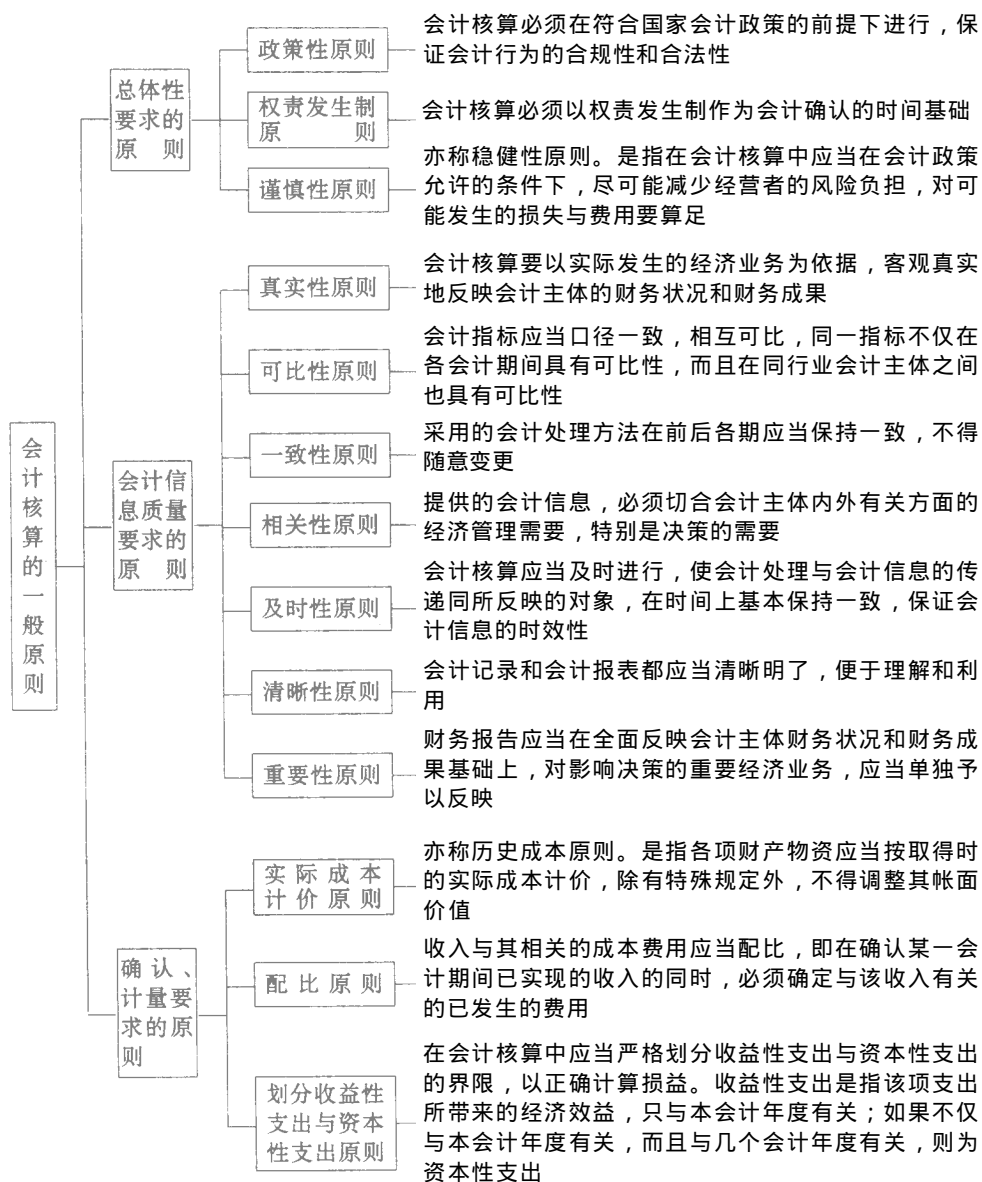 会计核算的一般原则
总体性
要求的
原则
政策性原则
会计核算必须在符合国家会计政策的前提下进行，保
证会计行为的合规性和合法性
权责发生制
原则
会计核算必须以权责发生制作为会计确认的时间基础
谨慎性原则
亦称稳健性原则。是指在会计核算中应当在会计政策
允许的条件下，尽可能减少经营者的风险负担，对可
能发生的损失与费用要算足
会计信
息质量
要求的
原则
真实性原则
会计核算要以实际发生的经济业务为依据，客观真实
地反映会计主体的财务状况和财务成果
可比性原则
会计指标应当口径一致，相互可比，同一指标不仅在
各会计期间具有可比性，而且在同行业会计主体之间
也具有可比性
一致性原则
采用的会计处理方法在前后各期应当保持一致，不得
随意变更
相关性原则
提供的会计信息，必须切合会计主体内外有关方面的
经济管理需要，特别是决策的需要
及时性原则
会计核算应当及时进行，使会计处理与会计信息的传
递同所反映的对象，在时间上基本保持一致，保证会
计信息的时效性
清晰性原则
会计记录和会计报表都应当清晰明了，便于理解和利
用
重要性原则
财务报告应当在全面反映会计主体财务状况和财务成
果基础上，对影响决策的重要经济业务，应当单独予
以反映
确认、
计量要
求的原
则
实际成本
计价原则
亦称历史成本原则。是指各项财产物资应当按取得时
的实际成本计价，除有特殊规定外，不得调整其帐面
价值
配比原则
收入与其相关的成本费用应当配比，即在确认某一会
计期间已实现的收入的同时，必须确定与该收入有关
的已发生的费用
划分收益性
支出与资本
性支出原则
在会计核算中应当严格划分收益性支出与资本性支出
的界限，以正确计算损益。收益性支出是指该项支出
所带来的经济效益，只与本会计年度有关；如果不仅
与本会计年度有关，而且与几个会计年度有关，则为
资本性支出